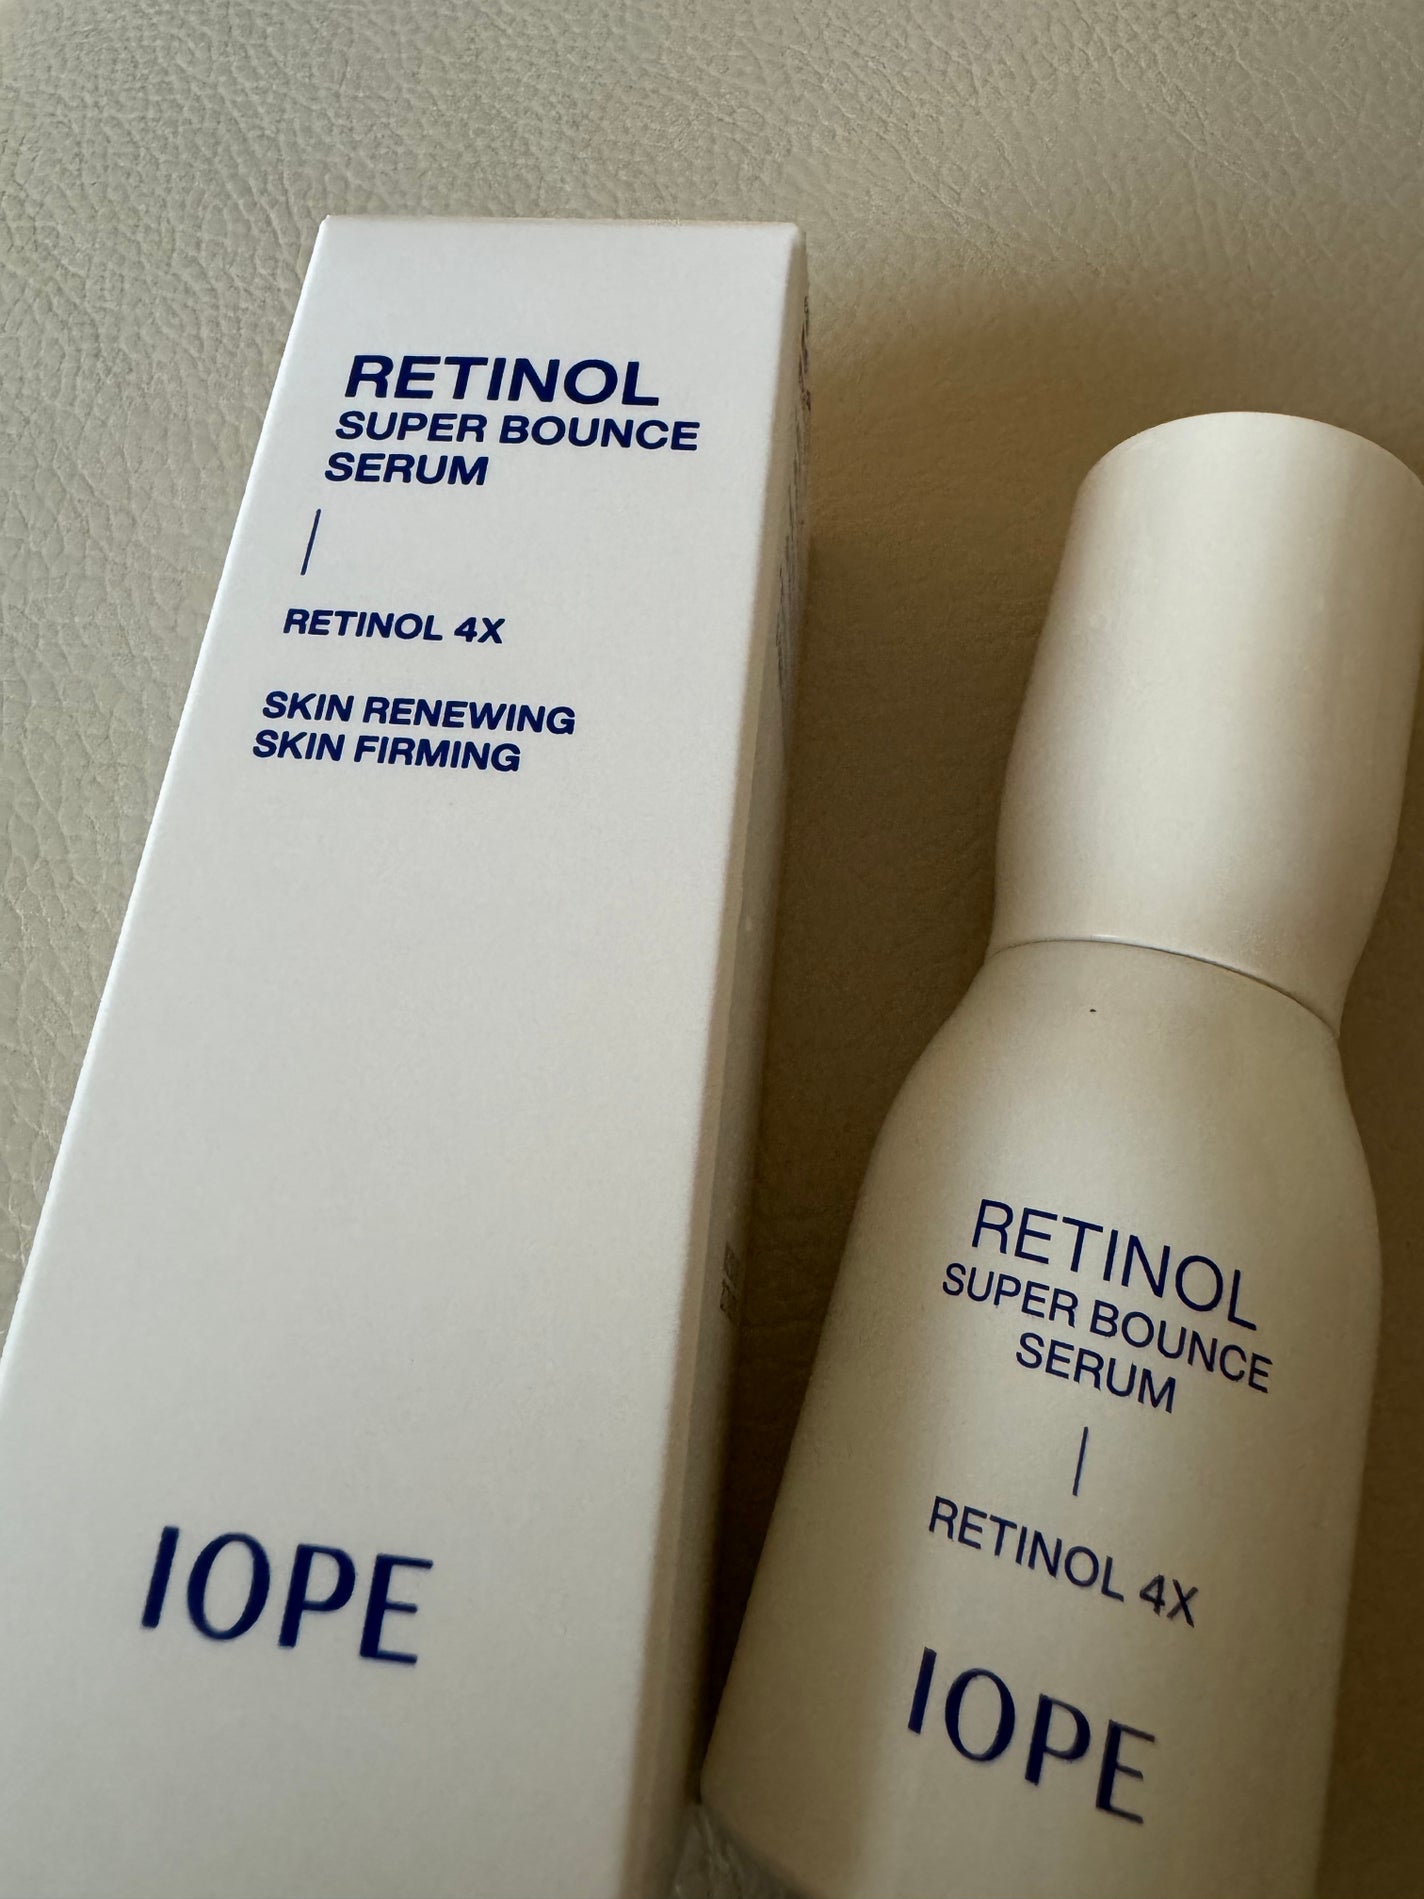 RETINOL
SUPER BOUNCE
SERUM
RETINOL 4X
SKIN RENEWING
SKIN FIRMING
IOPE
RETINOL
SUPER BOUNCE
SERUM
RETINOL 4X
IOPE